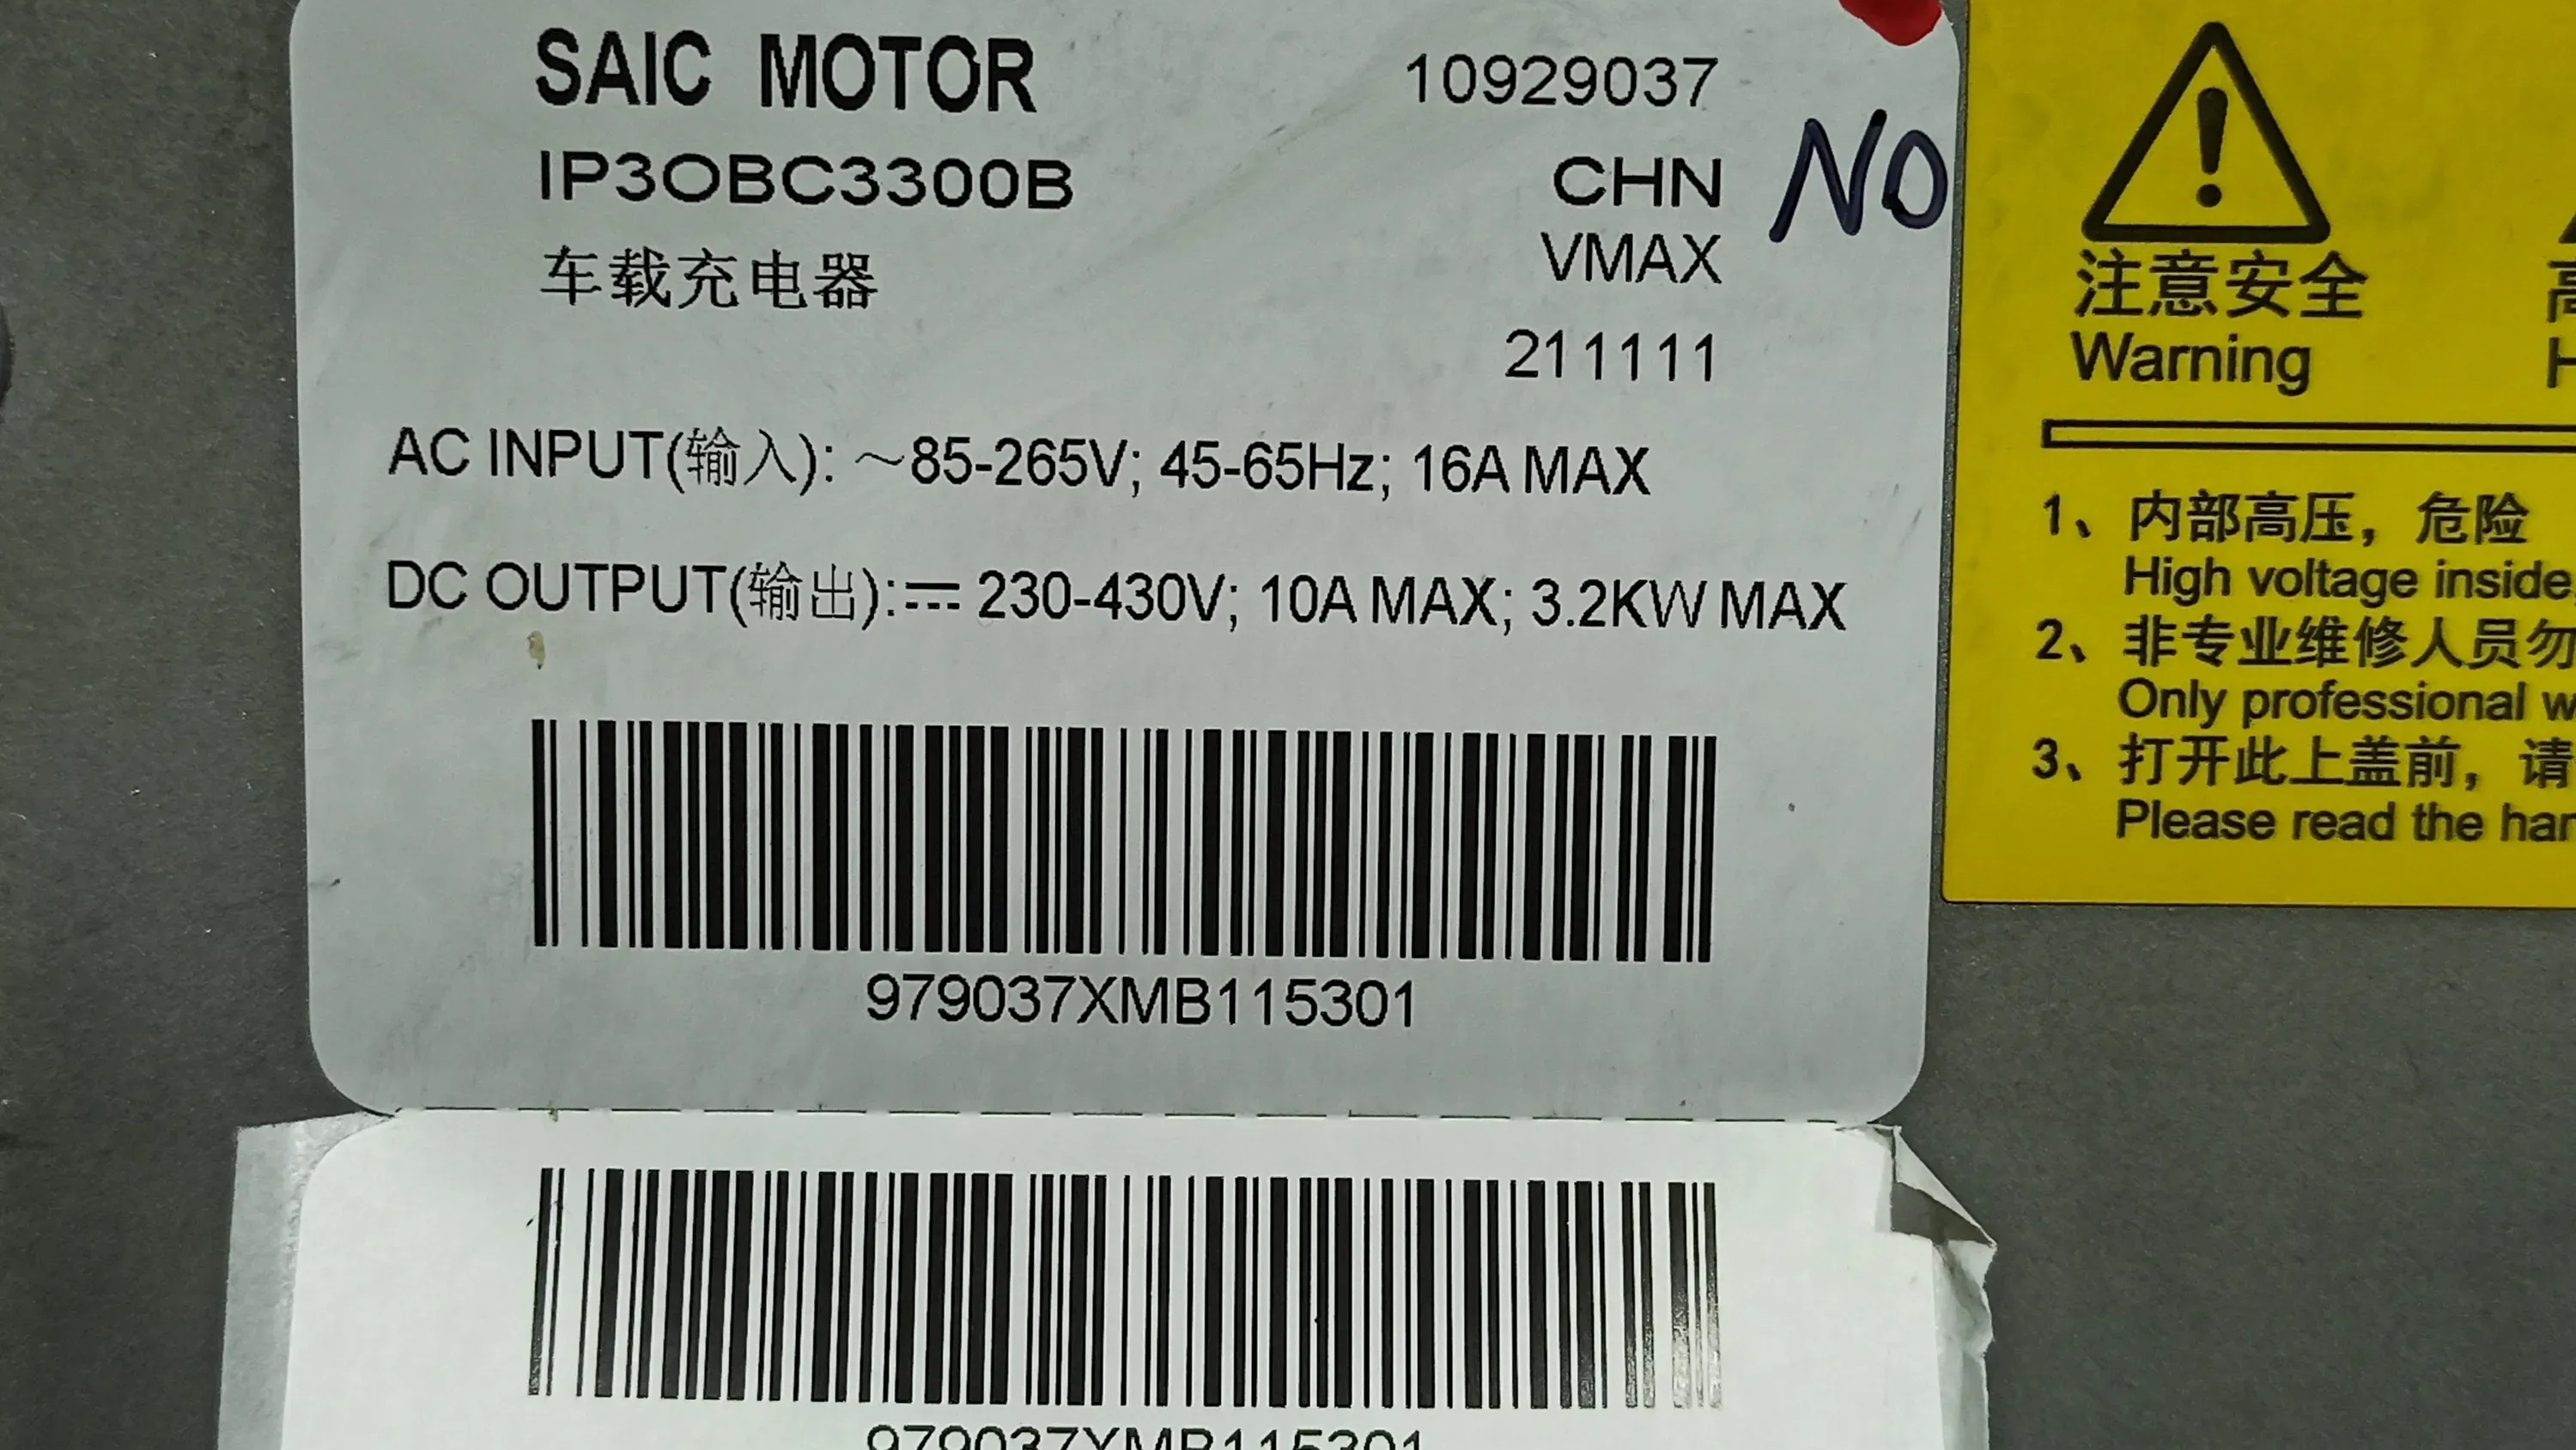 SAIC MOTOR
10929037
IP3OBC3300B
CHN
NO
车载充电器
VMAX
211111
AC INPUT(输入): ～85-265V; 45-65Hz; 16A MAX
DC OUTPUT(输出):⎓ 230-430V; 10A MAX; 3.2KW MAX
979037XMB115301
979037XMB115301
注意安全
Warning
1、内部高压，危险
High voltage inside
2、非专业维修人员勿
Only professional
3、打开此上盖前，请
Please read the